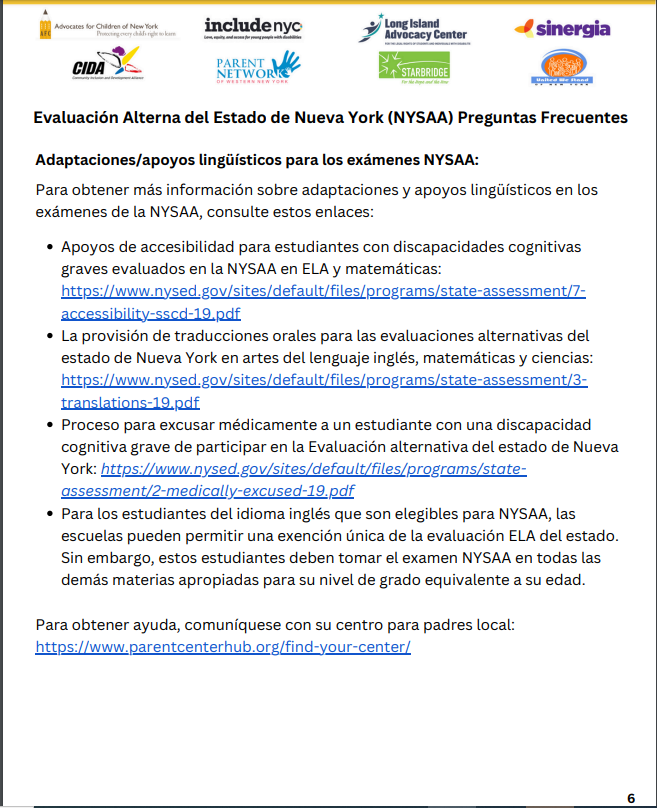 Advocates for Children of New York
Protecting every child's right to learn
AFC
includenyc
Love, equity, and access for young people with disabilities
Long Island
Advocacy Center
FOR THE LEGAL RIGHTS OF STUDENTS AND INDIVIDUALS WITH DISABILITIES
sinergia
CIDA
Community Inclusion and Development Alliance
PARENT
NETWORK
OF WESTERN NEW YORK
STARBRIDGE
United We Stand
OF NEW YORK
Evaluación Alterna del Estado de Nueva York (NYSAA) Preguntas Frecuentes
Adaptaciones/apoyos lingüísticos para los exámenes NYSAA:
Para obtener más información sobre adaptaciones y apoyos lingüísticos en los
exámenes de la NYSAA, consulte estos enlaces:
• Apoyos de accesibilidad para estudiantes con discapacidades cognitivas
graves evaluados en la NYSAA en ELA y matemáticas:
https://www.nysed.gov/sites/default/files/programs/state-assessment/7-
accessibility-sscd-19.pdf
• La provisión de traducciones orales para las evaluaciones alternativas del
estado de Nueva York en artes del lenguaje inglés, matemáticas y ciencias:
https://www.nysed.gov/sites/default/files/programs/state-assessment/3-
translations-19.pdf
• Proceso para excusar médicamente a un estudiante con una discapacidad
cognitiva grave de participar en la Evaluación alternativa del estado de Nueva
York: https://www.nysed.gov/sites/default/files/programs/state-
assessment/2-medically-excused-19.pdf
• Para los estudiantes del idioma inglés que son elegibles para NYSAA, las
escuelas pueden permitir una exención única de la evaluación ELA del estado.
Sin embargo, estos estudiantes deben tomar el examen NYSAA en todas las
demás materias apropiadas para su nivel de grado equivalente a su edad.
Para obtener ayuda, comuníquese con su centro para padres local:
https://www.parentcenterhub.org/find-your-center/
6